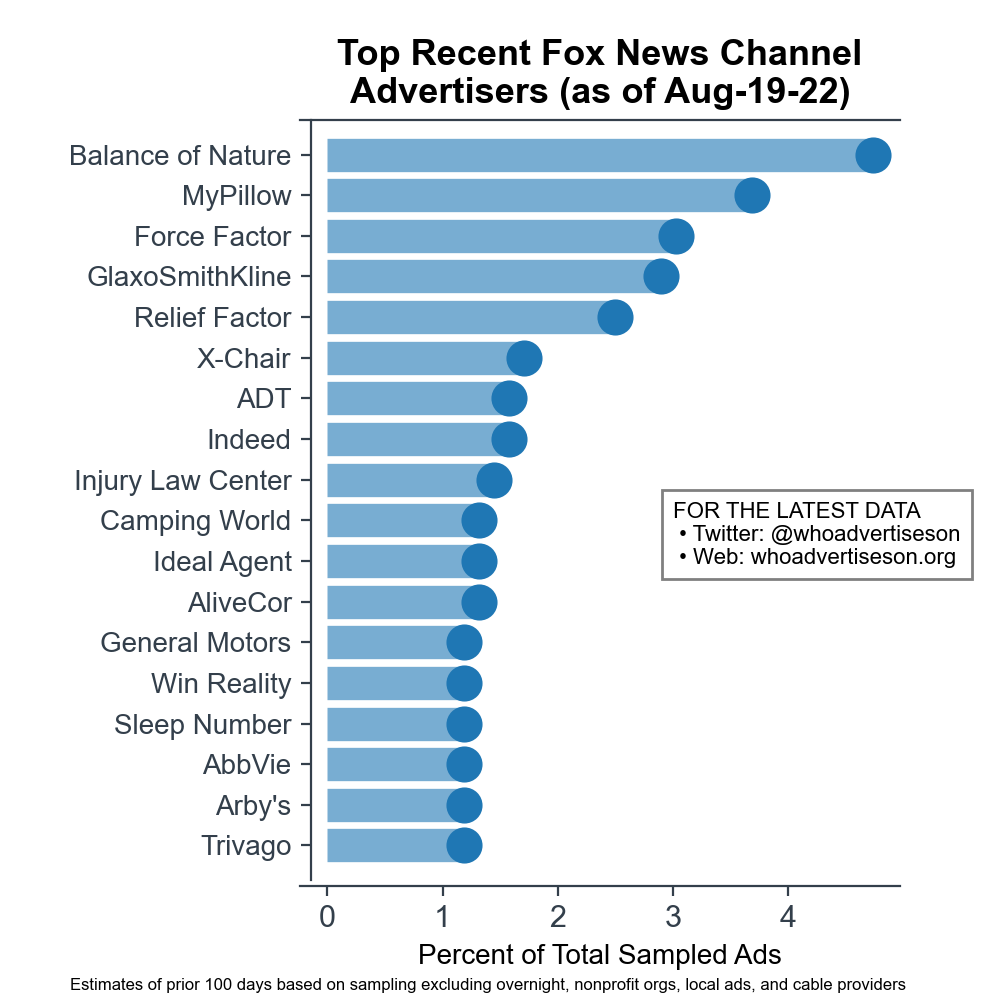 Top Recent Fox News Channel
Advertisers (as of Aug-19-22)
Balance of Nature
MyPillow
Force Factor
GlaxoSmithKline
Relief Factor
X-Chair
ADT
Indeed
Injury Law Center
Camping World
Ideal Agent
AliveCor
General Motors
Win Reality
Sleep Number
AbbVie
Arby's
Trivago
FOR THE LATEST DATA
• Twitter: @whoadvertiseson
• Web: whoadvertiseson.org
0 1 2 3 4
Percent of Total Sampled Ads
Estimates of prior 100 days based on sampling excluding overnight, nonprofit orgs, local ads, and cable providers